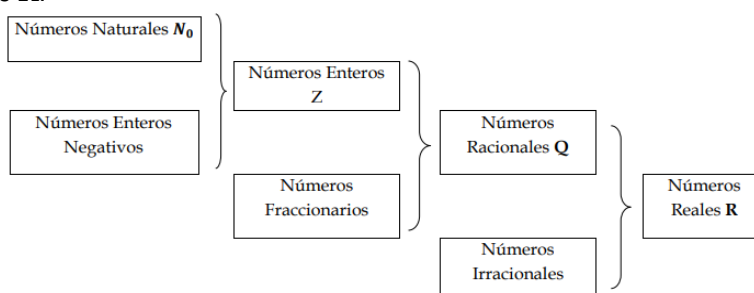 Números Naturales N₀
Números Enteros
Negativos
Números Enteros
Z
Números
Fraccionarios
Números
Racionales Q
Números
Irracionales
Números
Reales R